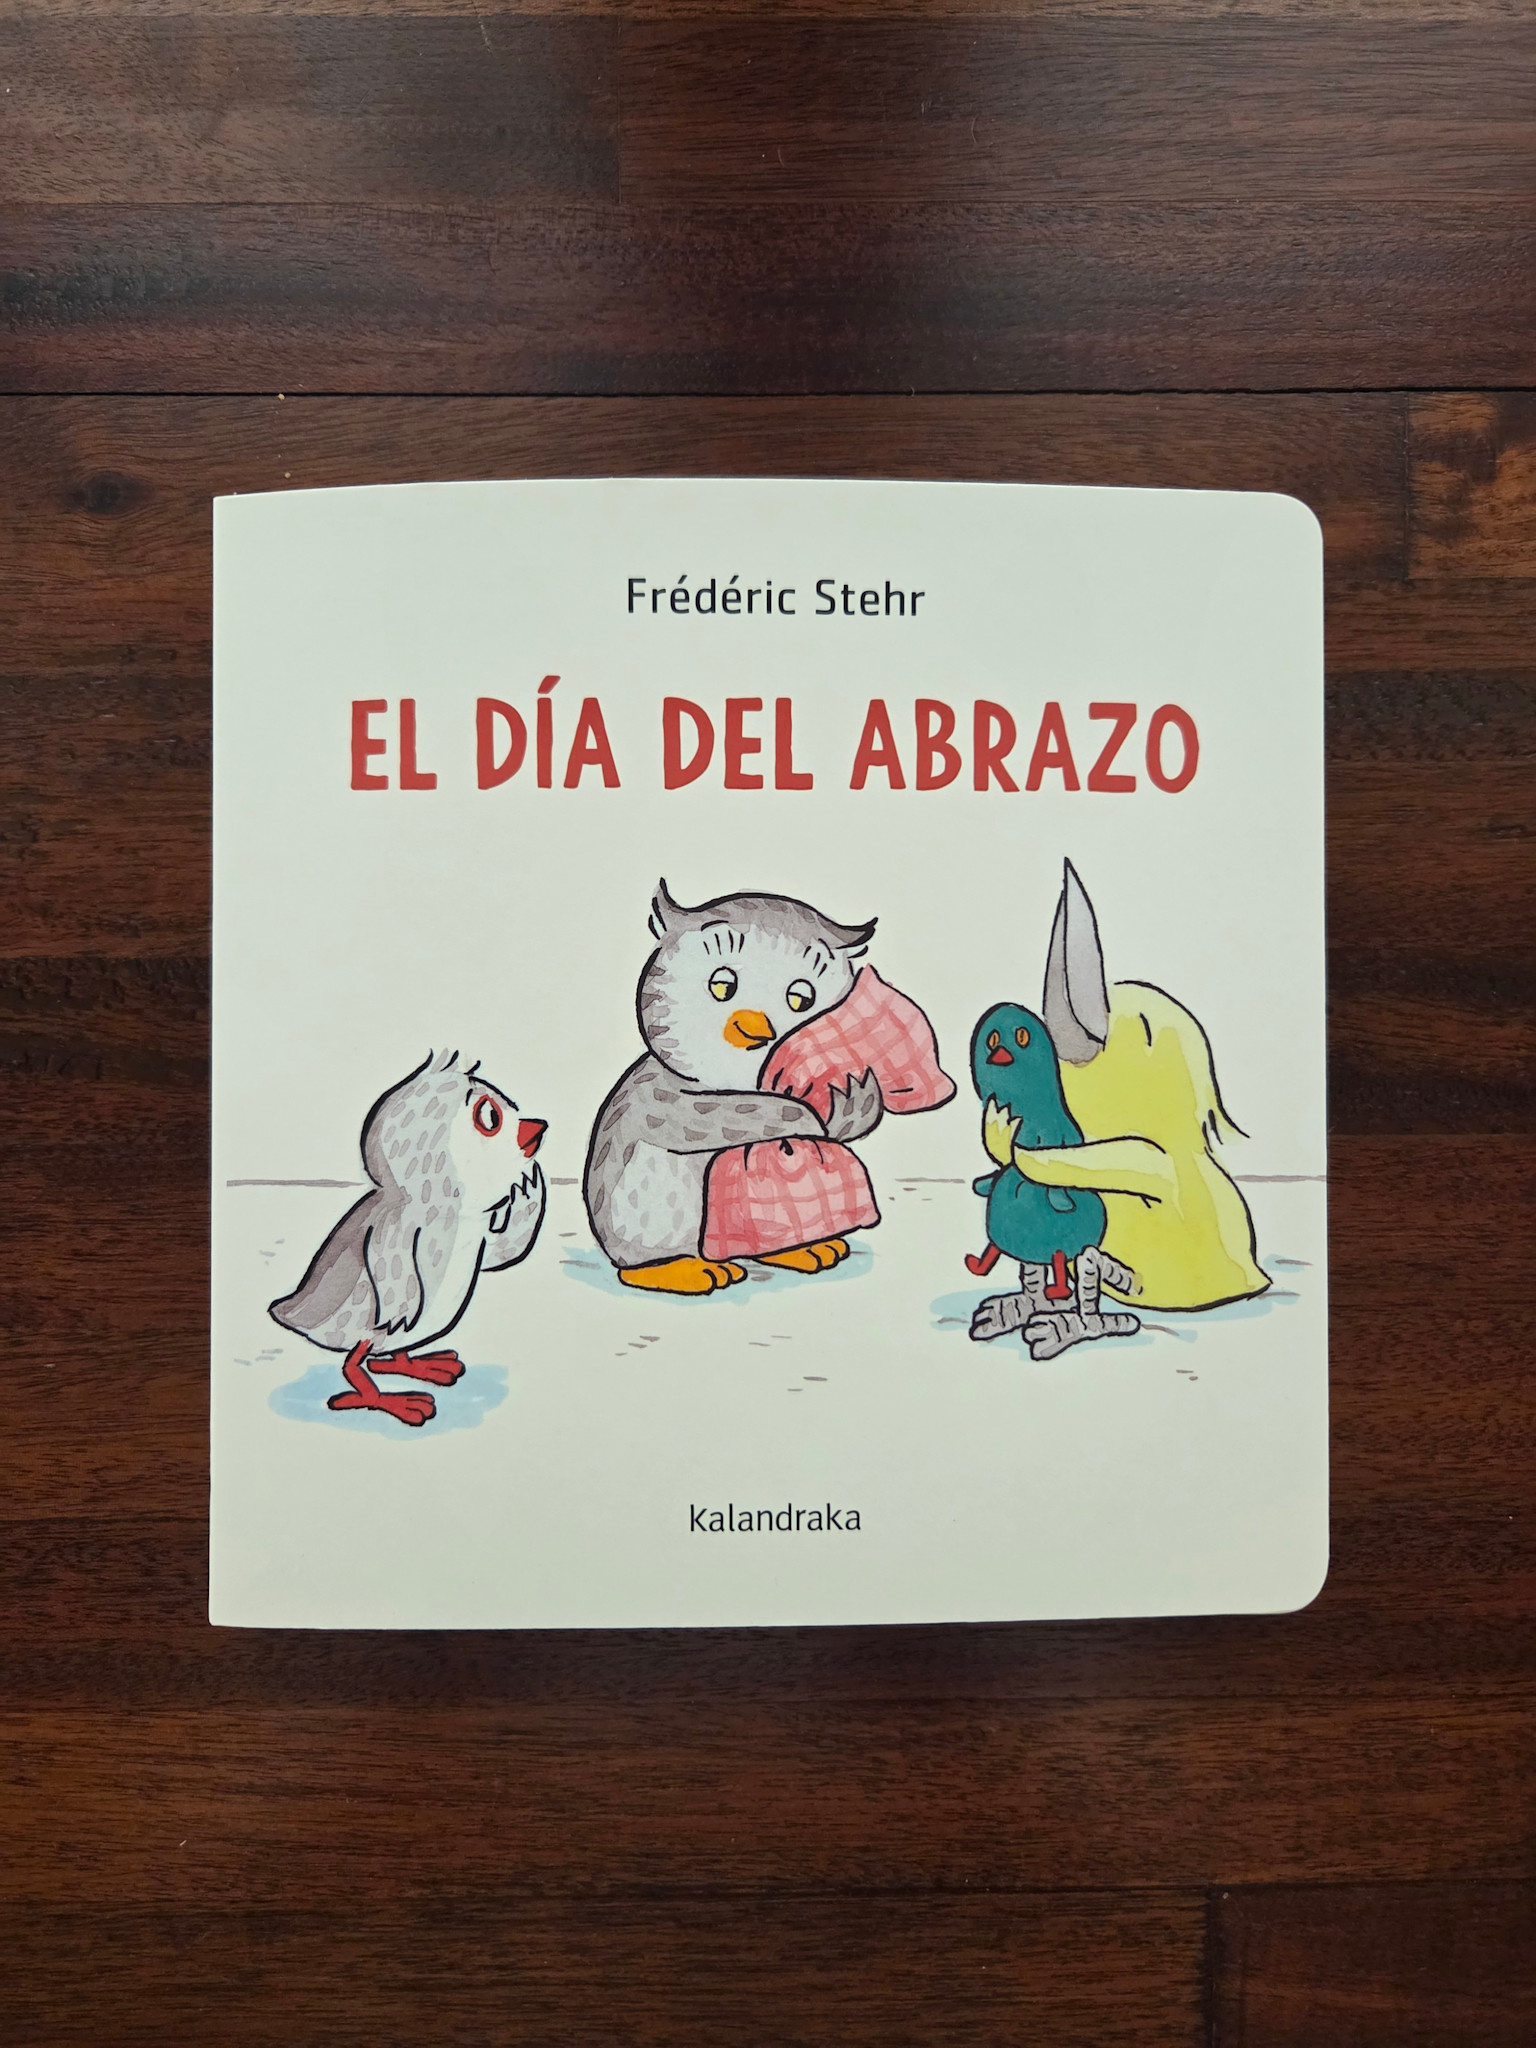 Frédéric Stehr
EL DÍA DEL ABRAZO
Kalandraka